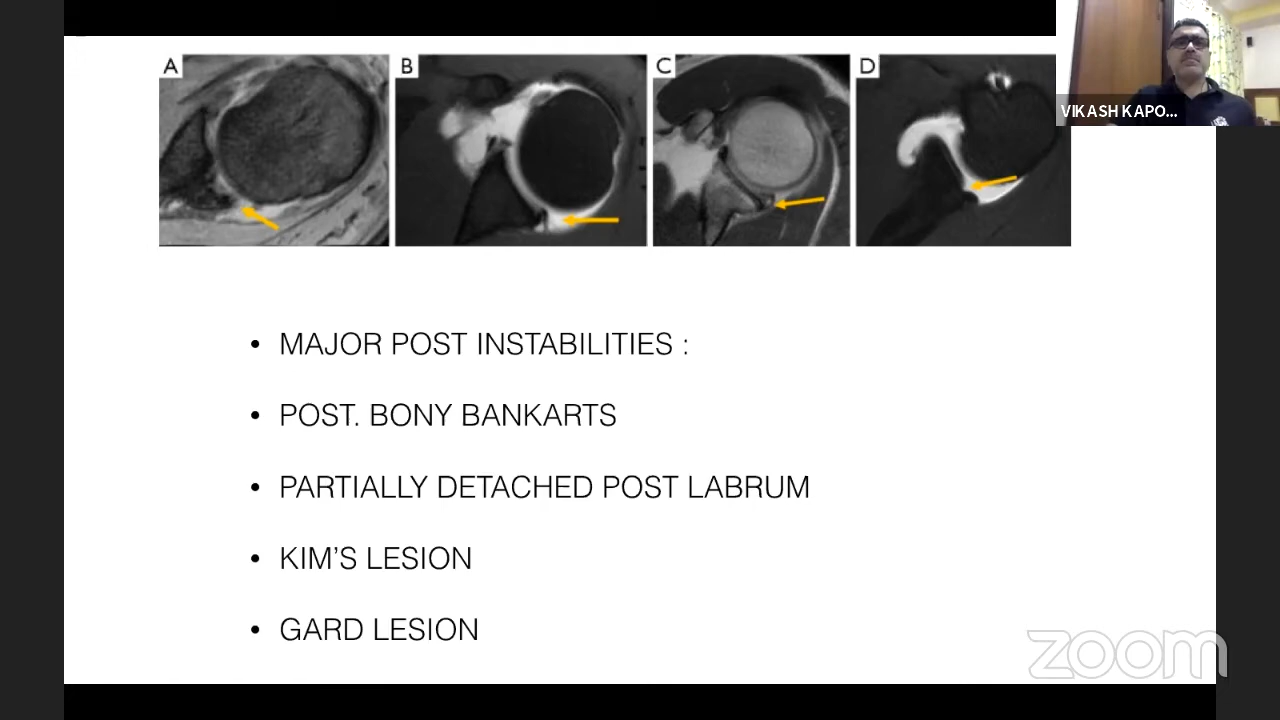 A B C D
VIKASH KAPO...
• MAJOR POST INSTABILITIES :
• POST. BONY BANKARTS
• PARTIALLY DETACHED POST LABRUM
• KIM'S LESION
• GARD LESION
zoom